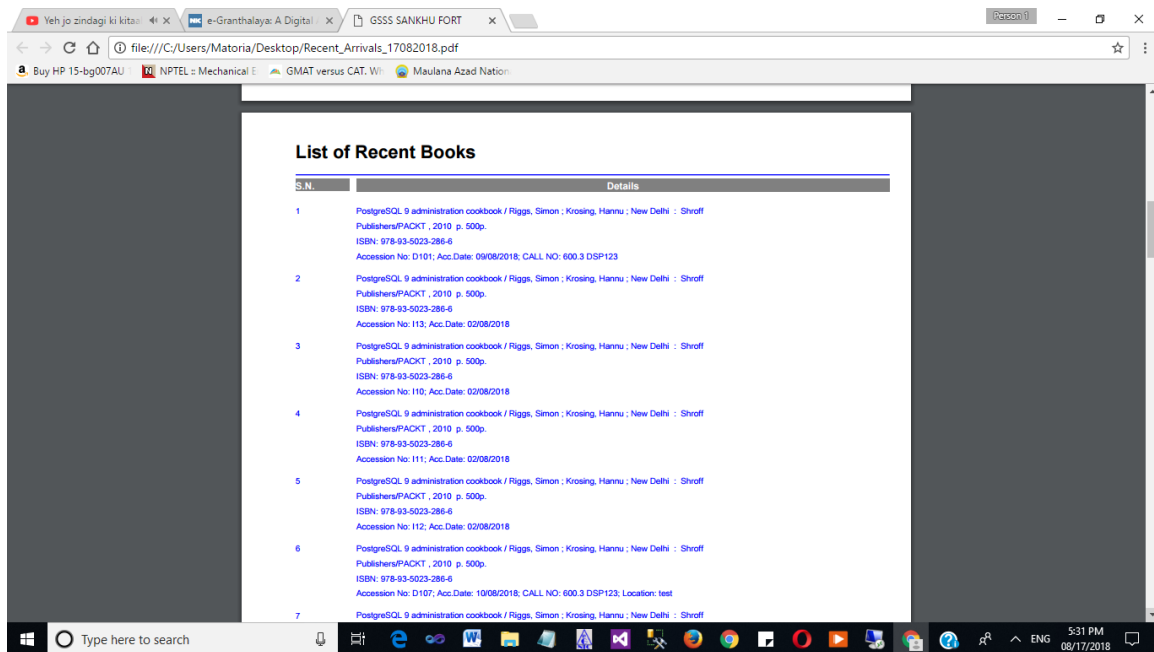 Yeh jo zindagi ki kitaa
e-Granthalaya: A Digital
GSSS SANKHU FORT
Person 1
file:///C:/Users/Matoria/Desktop/Recent_Arrivals_17082018.pdf
Buy HP 15-bg007AU
NPTEL :: Mechanical E
GMAT versus CAT. Wh
Maulana Azad Nation
List of Recent Books
S.N. Details
1 PostgreSQL 9 administration cookbook / Riggs, Simon ; Krosing, Hannu ; New Delhi : Shroff
Publishers/PACKT , 2010 p. 500p.
ISBN: 978-93-5023-286-6
Accession No: D101; Acc.Date: 09/08/2018; CALL NO: 600.3 DSP123
2 PostgreSQL 9 administration cookbook / Riggs, Simon ; Krosing, Hannu ; New Delhi : Shroff
Publishers/PACKT , 2010 p. 500p.
ISBN: 978-93-5023-286-6
Accession No: I13; Acc.Date: 02/08/2018
3 PostgreSQL 9 administration cookbook / Riggs, Simon ; Krosing, Hannu ; New Delhi : Shroff
Publishers/PACKT , 2010 p. 500p.
ISBN: 978-93-5023-286-6
Accession No: I10; Acc.Date: 02/08/2018
4 PostgreSQL 9 administration cookbook / Riggs, Simon ; Krosing, Hannu ; New Delhi : Shroff
Publishers/PACKT , 2010 p. 500p.
ISBN: 978-93-5023-286-6
Accession No: I11; Acc.Date: 02/08/2018
5 PostgreSQL 9 administration cookbook / Riggs, Simon ; Krosing, Hannu ; New Delhi : Shroff
Publishers/PACKT , 2010 p. 500p.
ISBN: 978-93-5023-286-6
Accession No: I12; Acc.Date: 02/08/2018
6 PostgreSQL 9 administration cookbook / Riggs, Simon ; Krosing, Hannu ; New Delhi : Shroff
Publishers/PACKT , 2010 p. 500p.
ISBN: 978-93-5023-286-6
Accession No: D107; Acc.Date: 10/08/2018; CALL NO: 600.3 DSP123; Location: test
7 PostgreSQL 9 administration cookbook / Riggs, Simon ; Krosing, Hannu ; New Delhi : Shroff
Type here to search
ENG
5:31 PM
08/17/2018